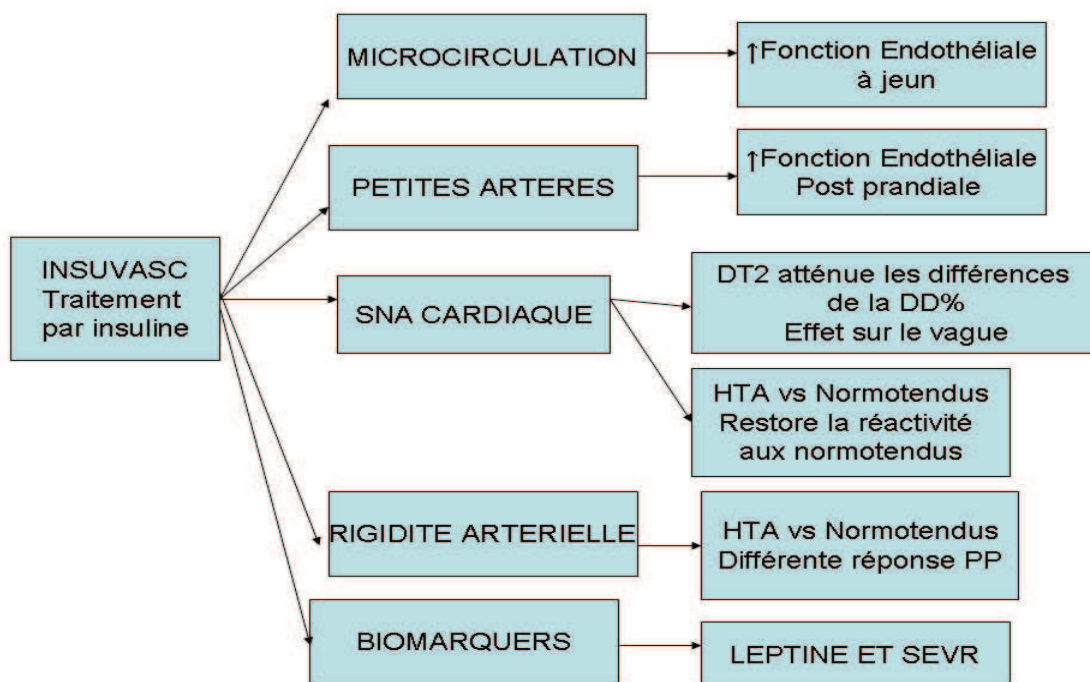 MICROCIRCULATION
↑Fonction Endothéliale
à jeun
PETITES ARTERES
↑Fonction Endothéliale
Post prandiale
INSUVASC
Traitement
par insuline
SNA CARDIAQUE
DT2 atténue les différences
de la DD%
Effet sur le vague
HTA vs Normotendus
Restore la réactivité
aux normotendus
RIGIDITE ARTERIELLE
HTA vs Normotendus
Différente réponse PP
BIOMARQUERS
LEPTINE ET SEVR